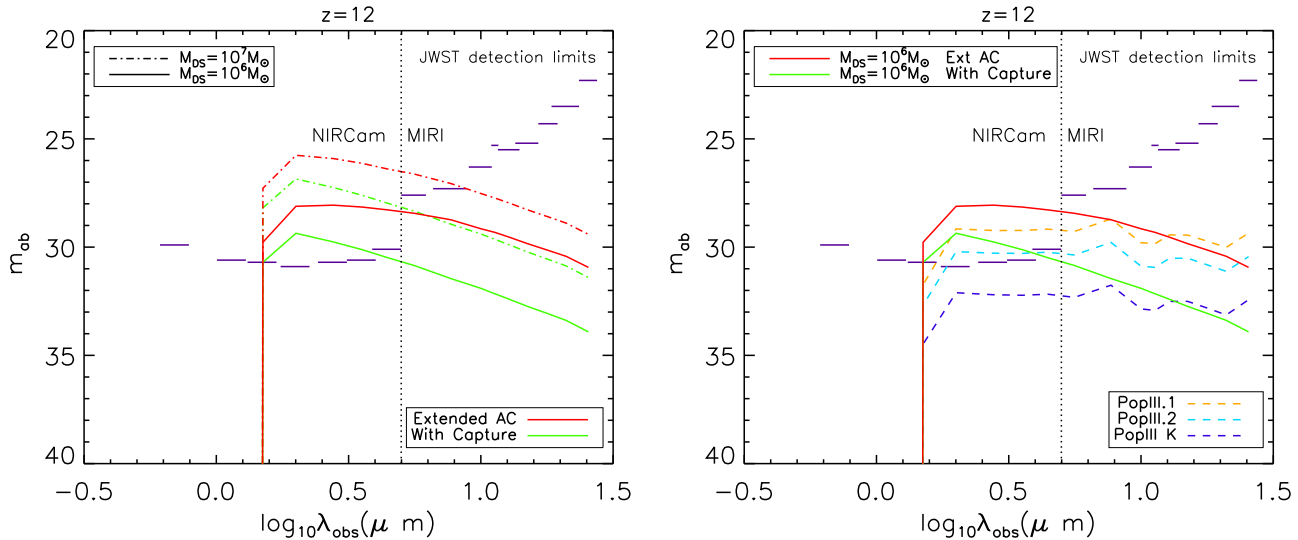 z=12
20
25
30
35
40
m_ab
M_DS=10^7M_⊙
M_DS=10^6M_⊙
JWST detection limits
NIRCam
MIRI
Extended AC
With Capture
−0.5
0.0
0.5
1.0
1.5
log_10λ_obs(μ m)
z=12
20
25
30
35
40
m_ab
M_DS=10^6M_⊙ Ext AC
M_DS=10^6M_⊙ With Capture
JWST detection limits
NIRCam
MIRI
PopIII.1
PopIII.2
PopIII K
−0.5
0.0
0.5
1.0
1.5
log_10λ_obs(μ m)